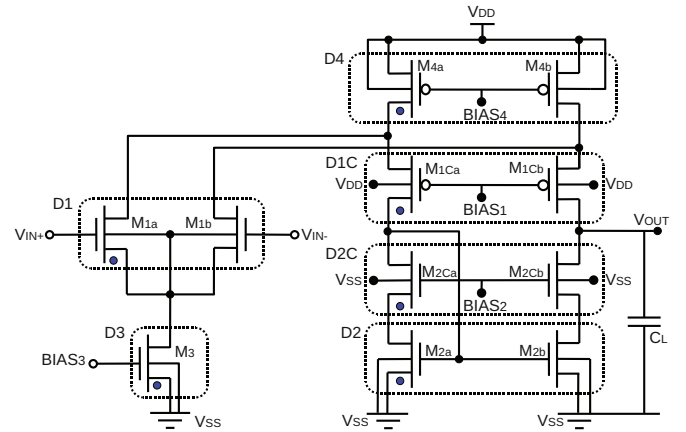 VDD
D4
M4a
M4b
BIAS4
D1C
M1Ca
M1Cb
VDD
VDD
BIAS1
D1
M1a
M1b
VIN+
VIN-
VOUT
D2C
M2Ca
M2Cb
VSS
VSS
BIAS2
D3
D2
M3
M2a
M2b
CL
BIAS3
VSS
VSS
VSS